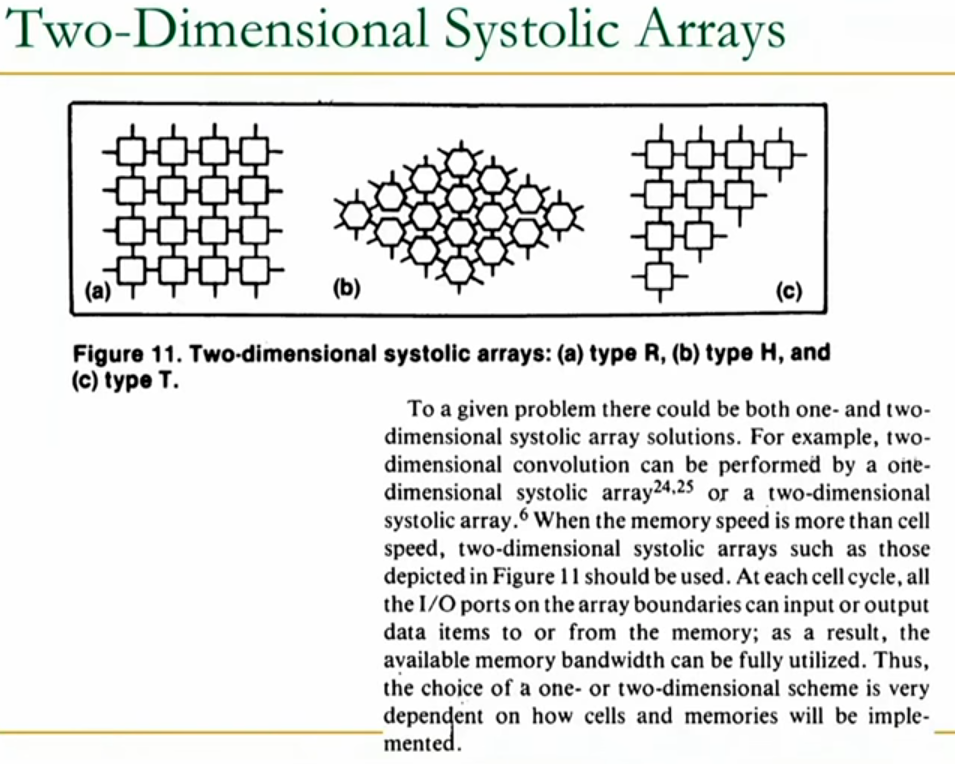 Two-Dimensional Systolic Arrays
(a)
(b)
(c)
Figure 11. Two-dimensional systolic arrays: (a) type R, (b) type H, and
(c) type T.
To a given problem there could be both one- and two-
dimensional systolic array solutions. For example, two-
dimensional convolution can be performed by a one-
dimensional systolic array24,25 or a two-dimensional
systolic array.6 When the memory speed is more than cell
speed, two-dimensional systolic arrays such as those
depicted in Figure 11 should be used. At each cell cycle, all
the I/O ports on the array boundaries can input or output
data items to or from the memory; as a result, the
available memory bandwidth can be fully utilized. Thus,
the choice of a one- or two-dimensional scheme is very
dependent on how cells and memories will be imple-
mented.